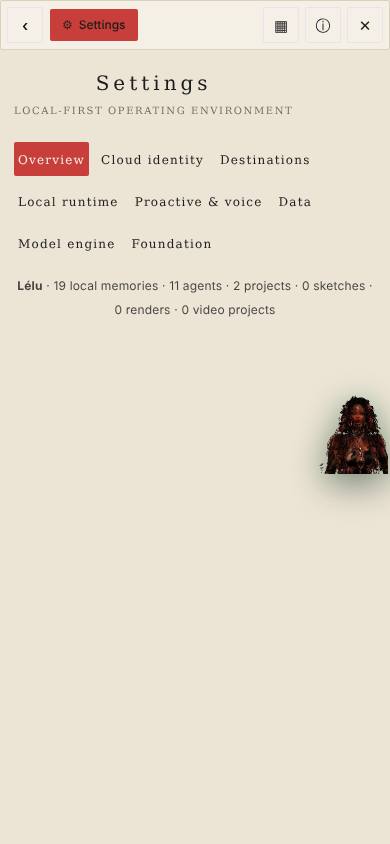 Settings
Settings
LOCAL-FIRST OPERATING ENVIRONMENT
Overview Cloud identity Destinations
Local runtime Proactive & voice Data
Model engine Foundation
Lélu · 19 local memories · 11 agents · 2 projects · 0 sketches ·
0 renders · 0 video projects